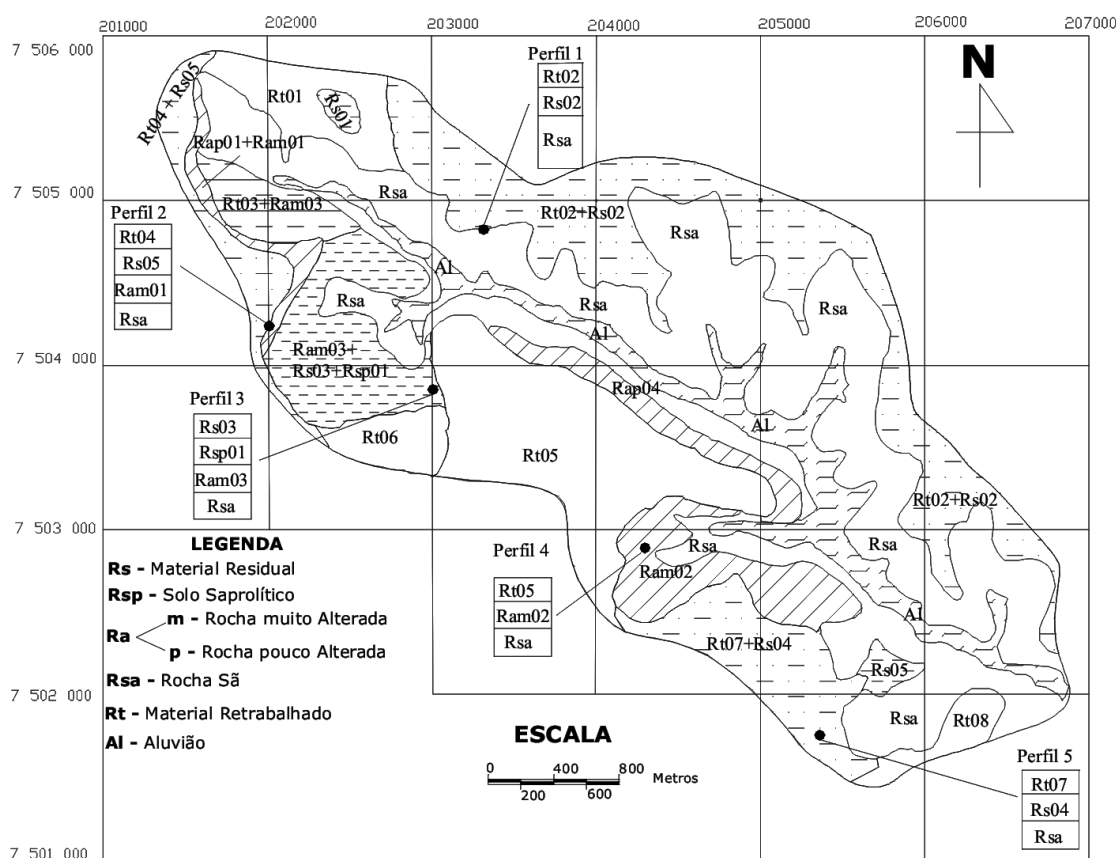 201000 202000 203000 204000 205000 206000 207000
7 506 000
7 505 000
7 504 000
7 503 000
7 502 000
7 501 000
N
Perfil 1
Rt02
Rs02
Rsa
Rt04 + Rs05
Rt01
Rs01
Rap01+Ram01
Rsa
Rt03+Ram03
Rt02+Rs02
Rsa
Perfil 2
Rt04
Rs05
Ram01
Rsa
Al
Rsa
Rsa
Rsa
Al
Ram03+
Rs03+Rsp01
Rap04
Perfil 3
Rs03
Rsp01
Ram03
Rsa
Rt06
Al
Rt05
Rt02+Rs02
Perfil 4
Rt05
Ram02
Rsa
Rsa
Ram02
Rsa
Al
Rt07+Rs04
Rs05
Rsa
Rt08
Perfil 5
Rt07
Rs04
Rsa
LEGENDA
Rs - Material Residual
Rsp - Solo Saprolítico
Ra
m - Rocha muito Alterada
p - Rocha pouco Alterada
Rsa - Rocha Sã
Rt - Material Retrabalhado
Al - Aluvião
ESCALA
0 400 800
Metros
200 600